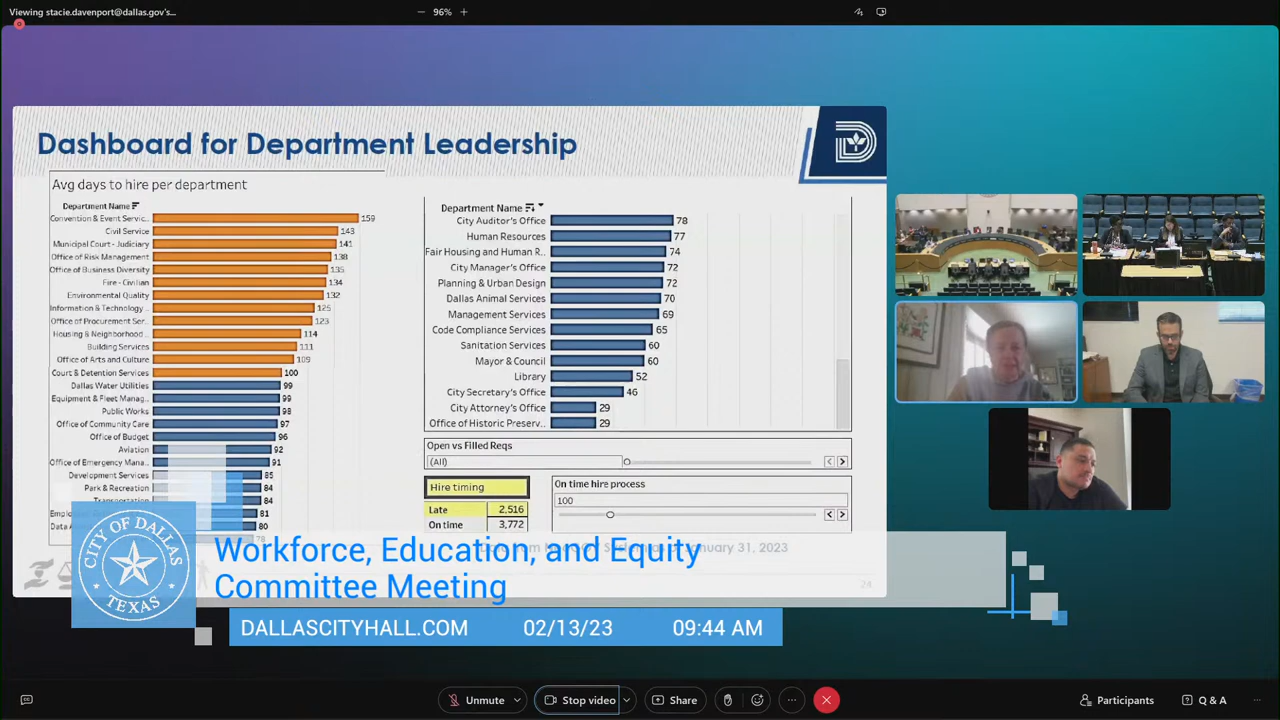 Viewing stacie.davenport@dallas.gov's...
96%
Dashboard for Department Leadership
Avg days to hire per department
Department Name
Convention & Event Servic.. 159
Civil Service 143
Municipal Court - Judiciary 141
Office of Risk Management 138
Office of Business Diversity 135
Fire - Civilian 134
Environmental Quality 132
Information & Technology .. 125
Office of Procurement Ser.. 123
Housing & Neighborhood .. 114
Building Services 111
Office of Arts and Culture 109
Court & Detention Services 100
Dallas Water Utilities 99
Equipment & Fleet Manag.. 99
Public Works 98
Office of Community Care 97
Office of Budget 96
Aviation 92
Office of Emergency Mana.. 91
Development Services 85
Park & Recreation 84
Transportation 84
81
80
78
Department Name
City Auditor's Office 78
Human Resources 77
Fair Housing and Human R.. 74
City Manager's Office 72
Planning & Urban Design 72
Dallas Animal Services 70
Management Services 69
Code Compliance Services 65
Sanitation Services 60
Mayor & Council 60
Library 52
City Secretary's Office 46
City Attorney's Office 29
Office of Historic Preserv.. 29
Open vs Filled Reqs
(All)
Hire timing
Late 2,516
On time 3,772
On time hire process
100
January 31, 2023
24
CITY OF DALLAS
TEXAS
Workforce, Education, and Equity
Committee Meeting
DALLASCITYHALL.COM 02/13/23 09:44 AM
Unmute
Stop video
Share
Participants
Q & A